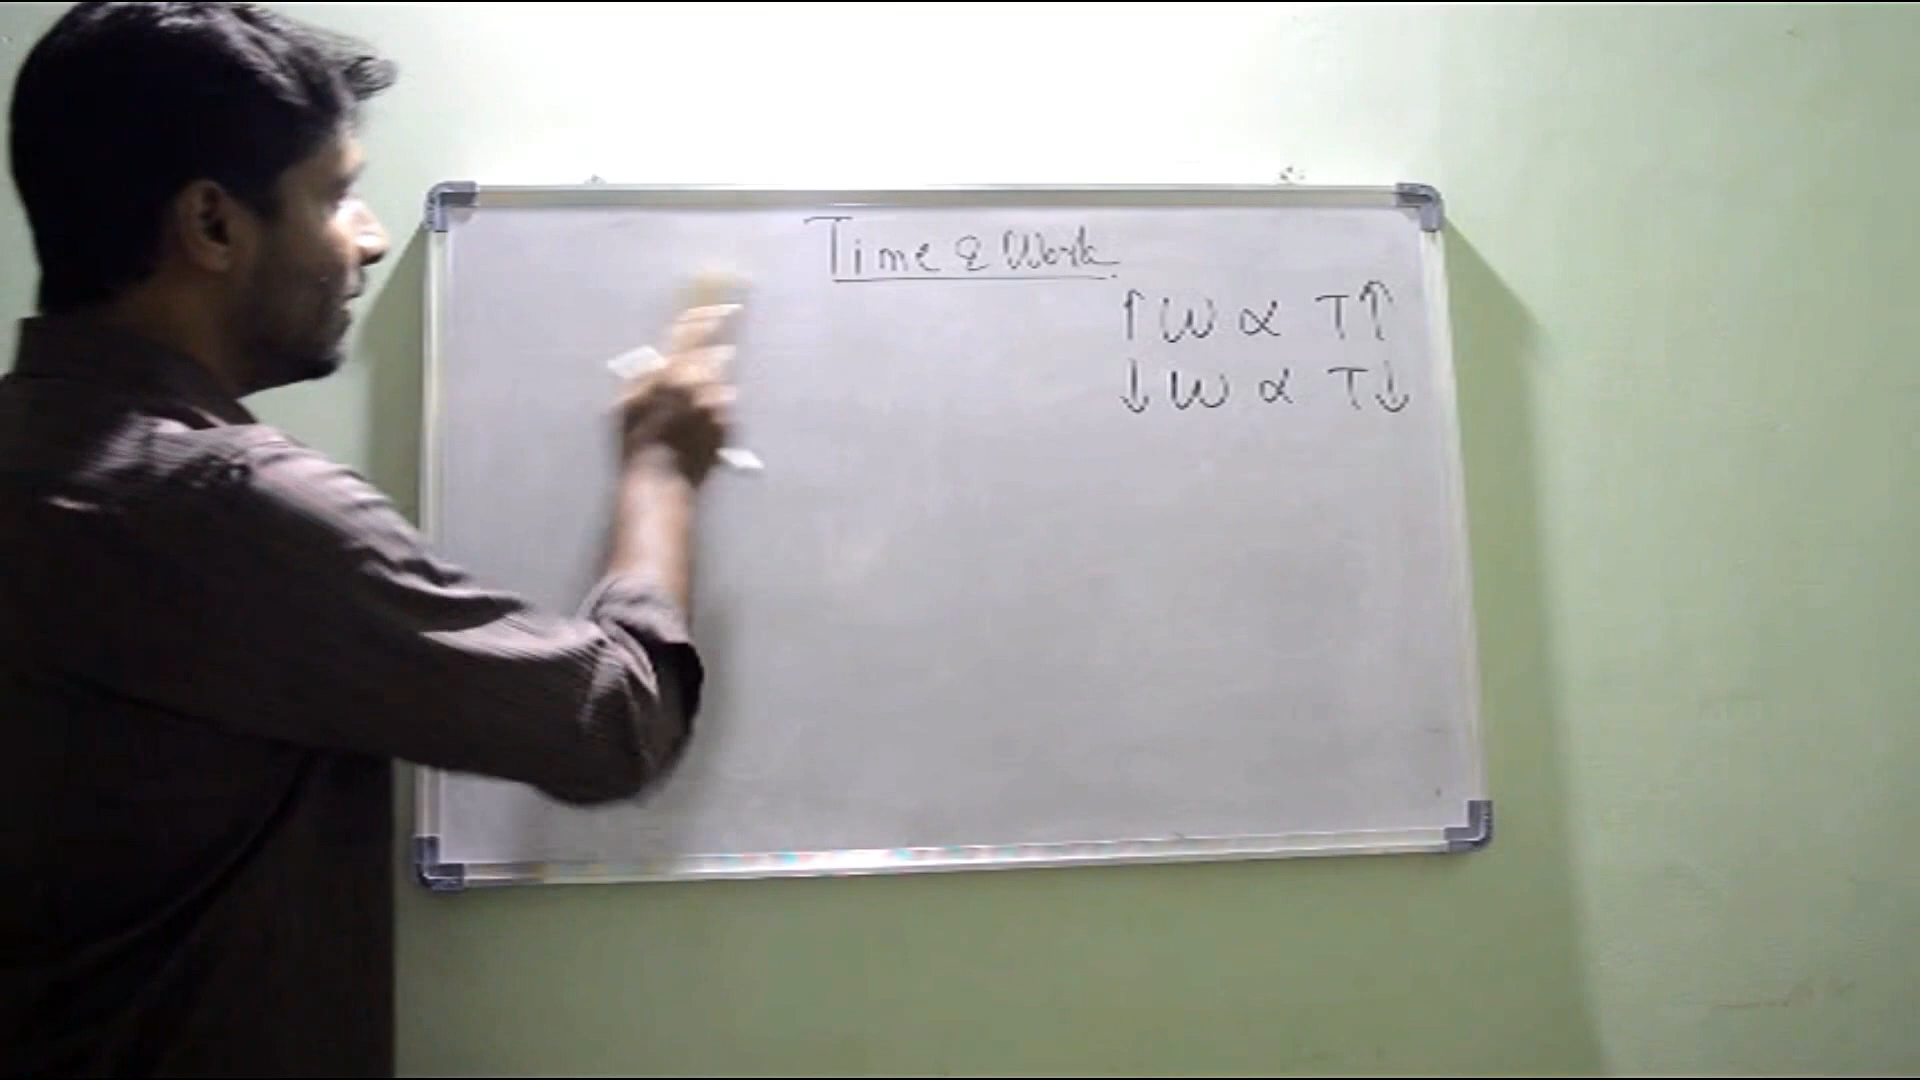 Time & Work
↑ W ∝ T ↑
↓ W ∝ T ↓